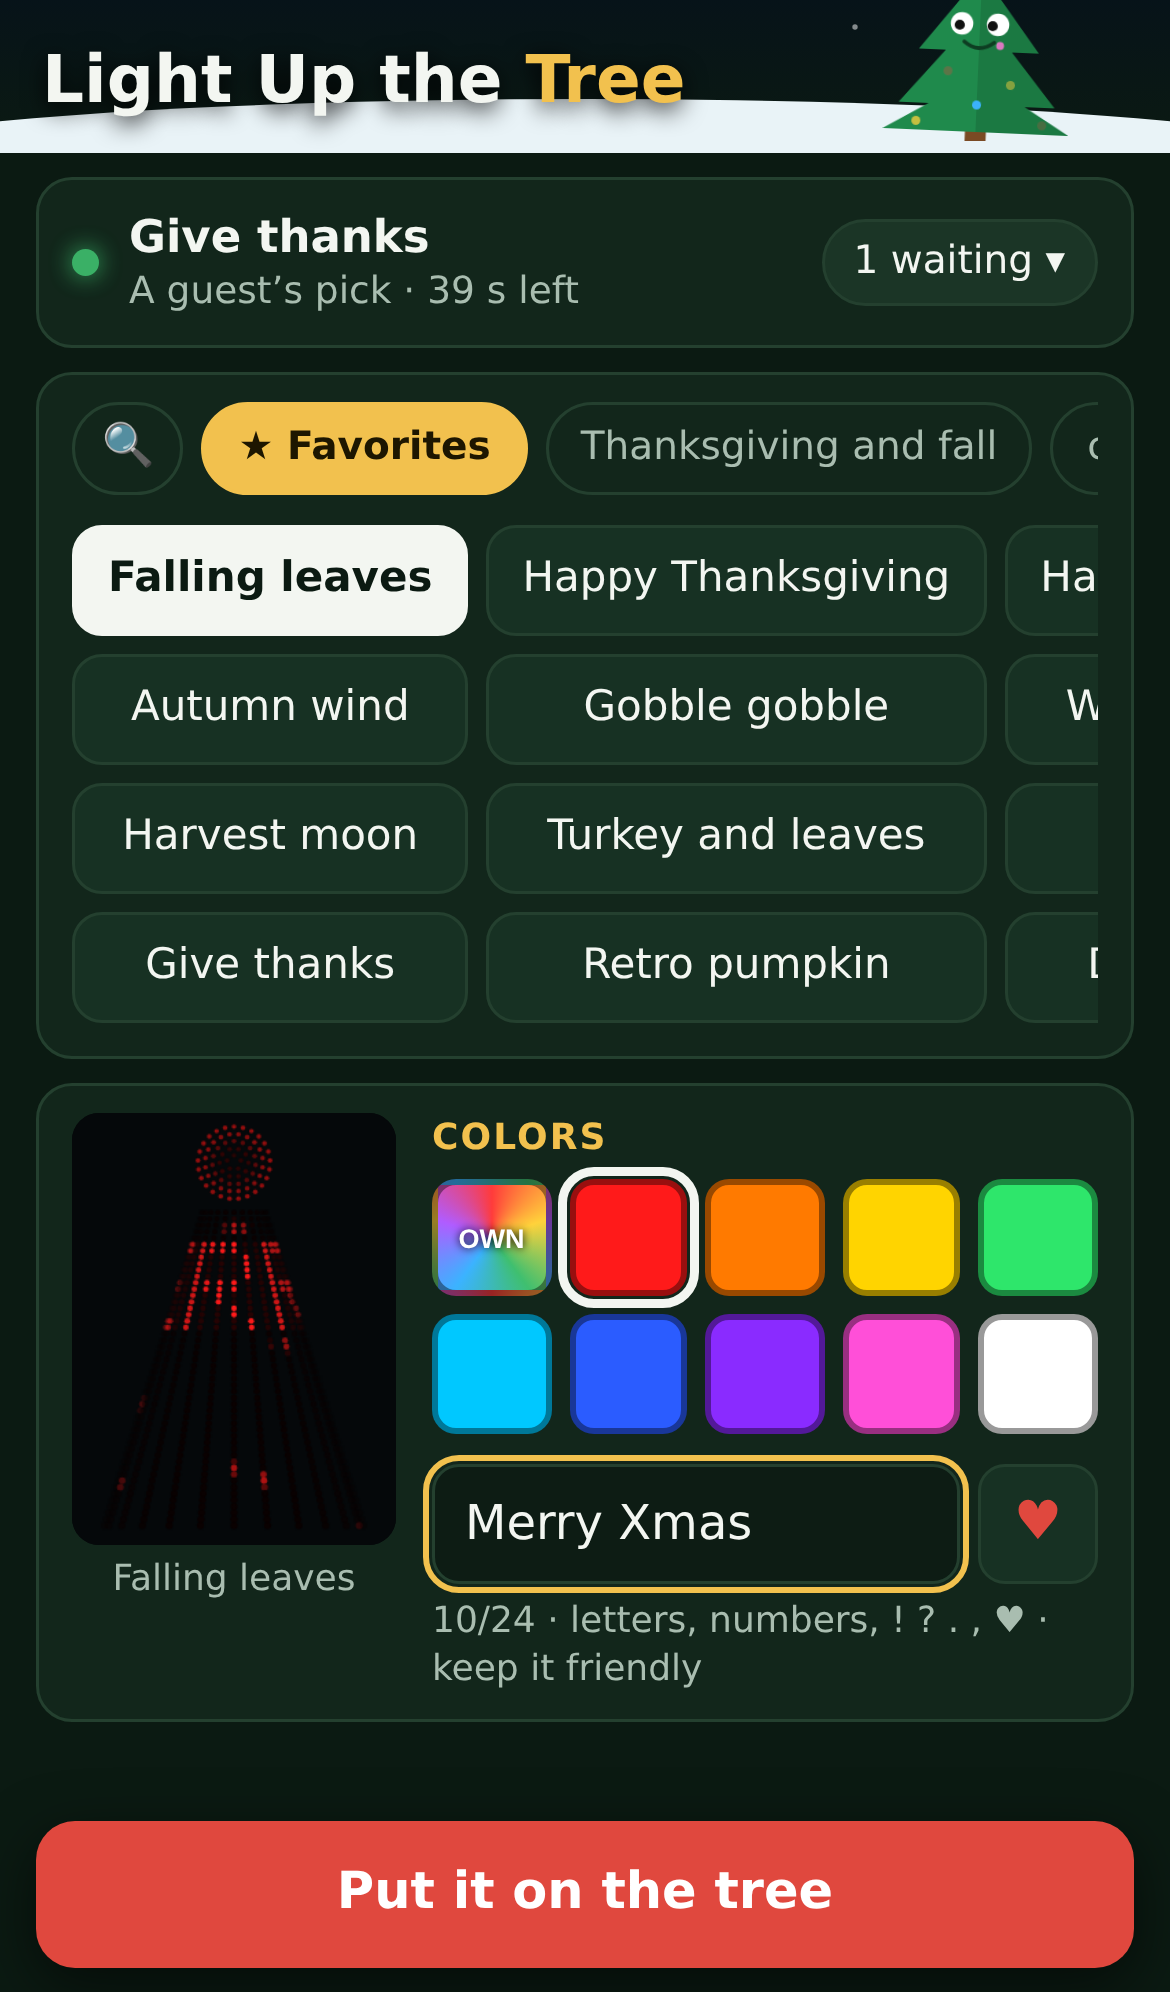 Light Up the Tree
Give thanks
A guest’s pick · 39 s left
1 waiting ▾
★ Favorites
Thanksgiving and fall
Falling leaves
Happy Thanksgiving
Ha
Autumn wind
Gobble gobble
W
Harvest moon
Turkey and leaves
Give thanks
Retro pumpkin
COLORS
OWN
Merry Xmas
♥
10/24 · letters, numbers, ! ? . , ♥ ·
keep it friendly
Falling leaves
Put it on the tree